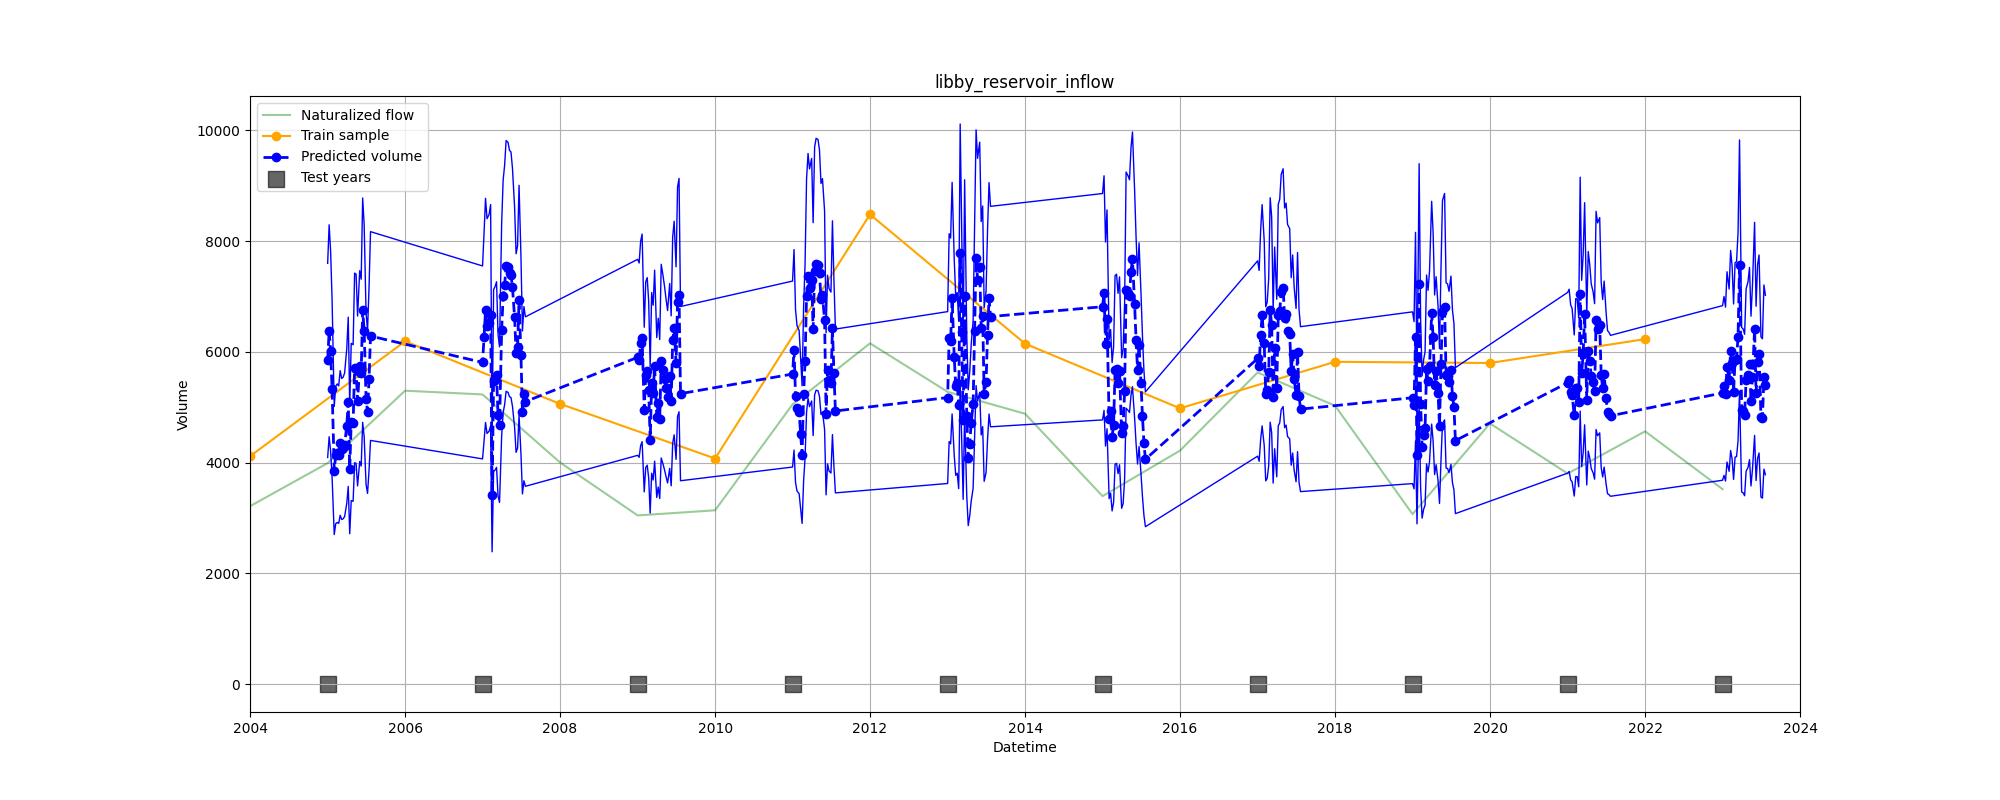 libby_reservoir_inflow
Naturalized flow
Train sample
Predicted volume
Test years
Volume
10000
8000
6000
4000
2000
0
2004 2006 2008 2010 2012 2014 2016 2018 2020 2022 2024
Datetime